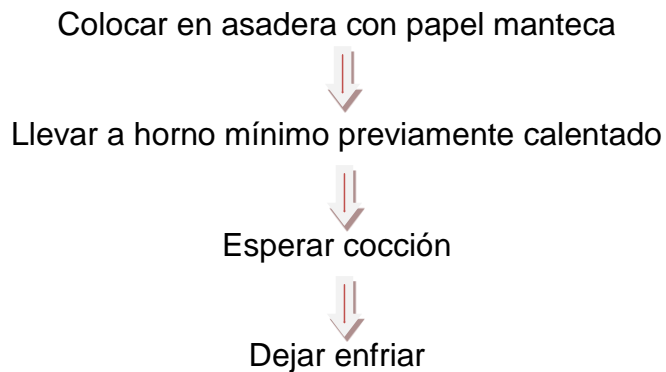 Colocar en asadera con papel manteca
Llevar a horno mínimo previamente calentado
Esperar cocción
Dejar enfriar